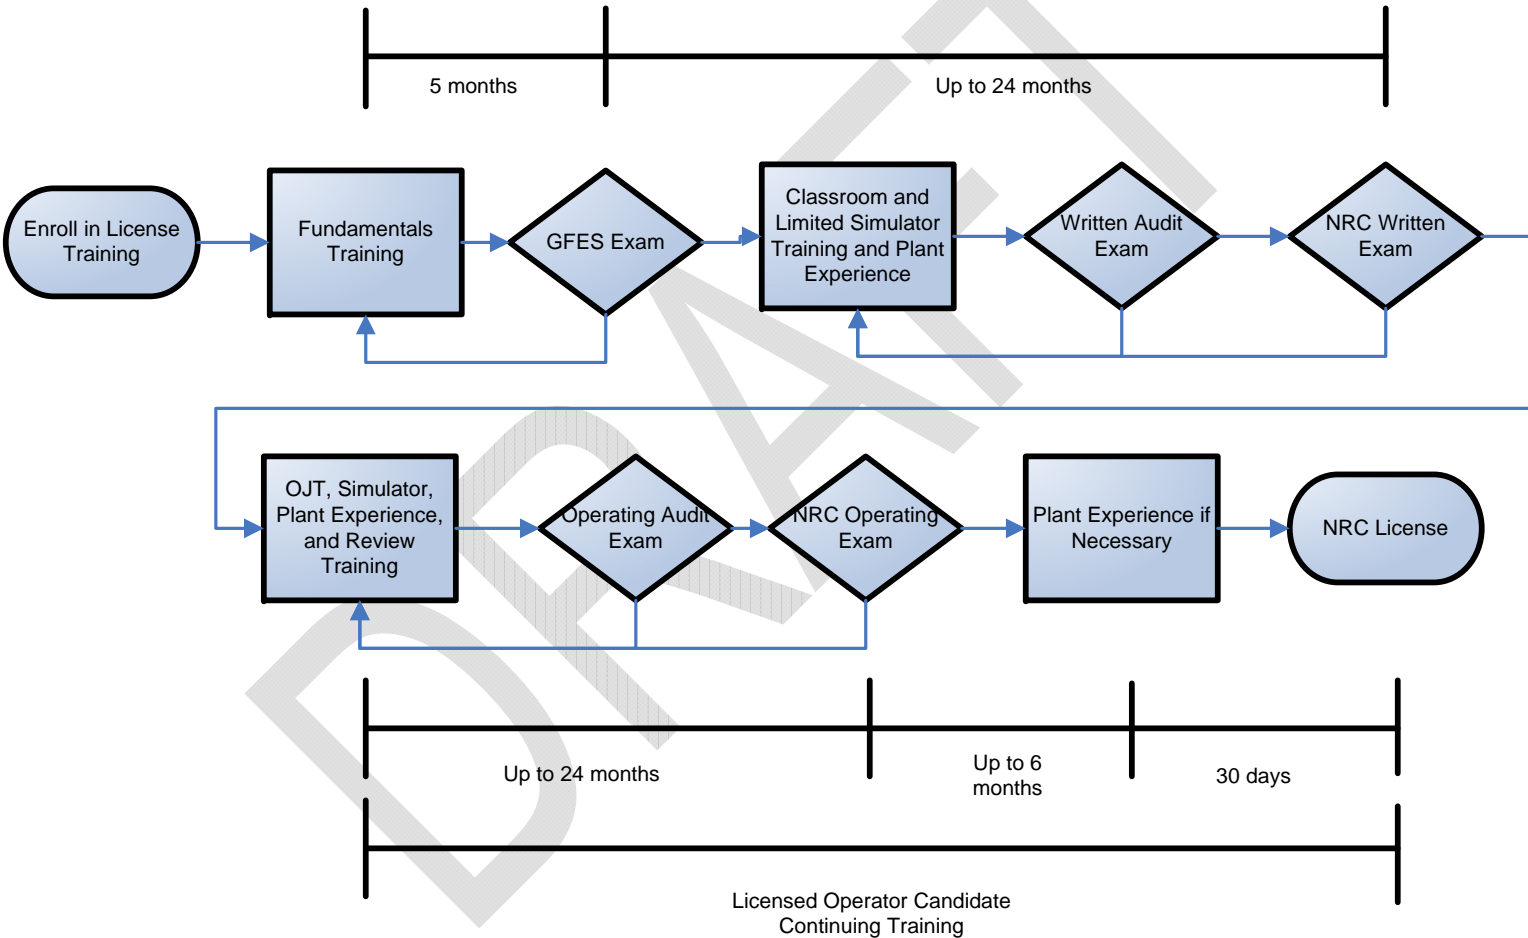 5 months
Up to 24 months
Enroll in License
Training
Fundamentals
Training
GFES Exam
Classroom and
Limited Simulator
Training and Plant
Experience
Written Audit
Exam
NRC Written
Exam
OJT, Simulator,
Plant Experience,
and Review
Training
Operating Audit
Exam
NRC Operating
Exam
Plant Experience if
Necessary
NRC License
Up to 24 months
Up to 6
months
30 days
Licensed Operator Candidate
Continuing Training
DRAFT